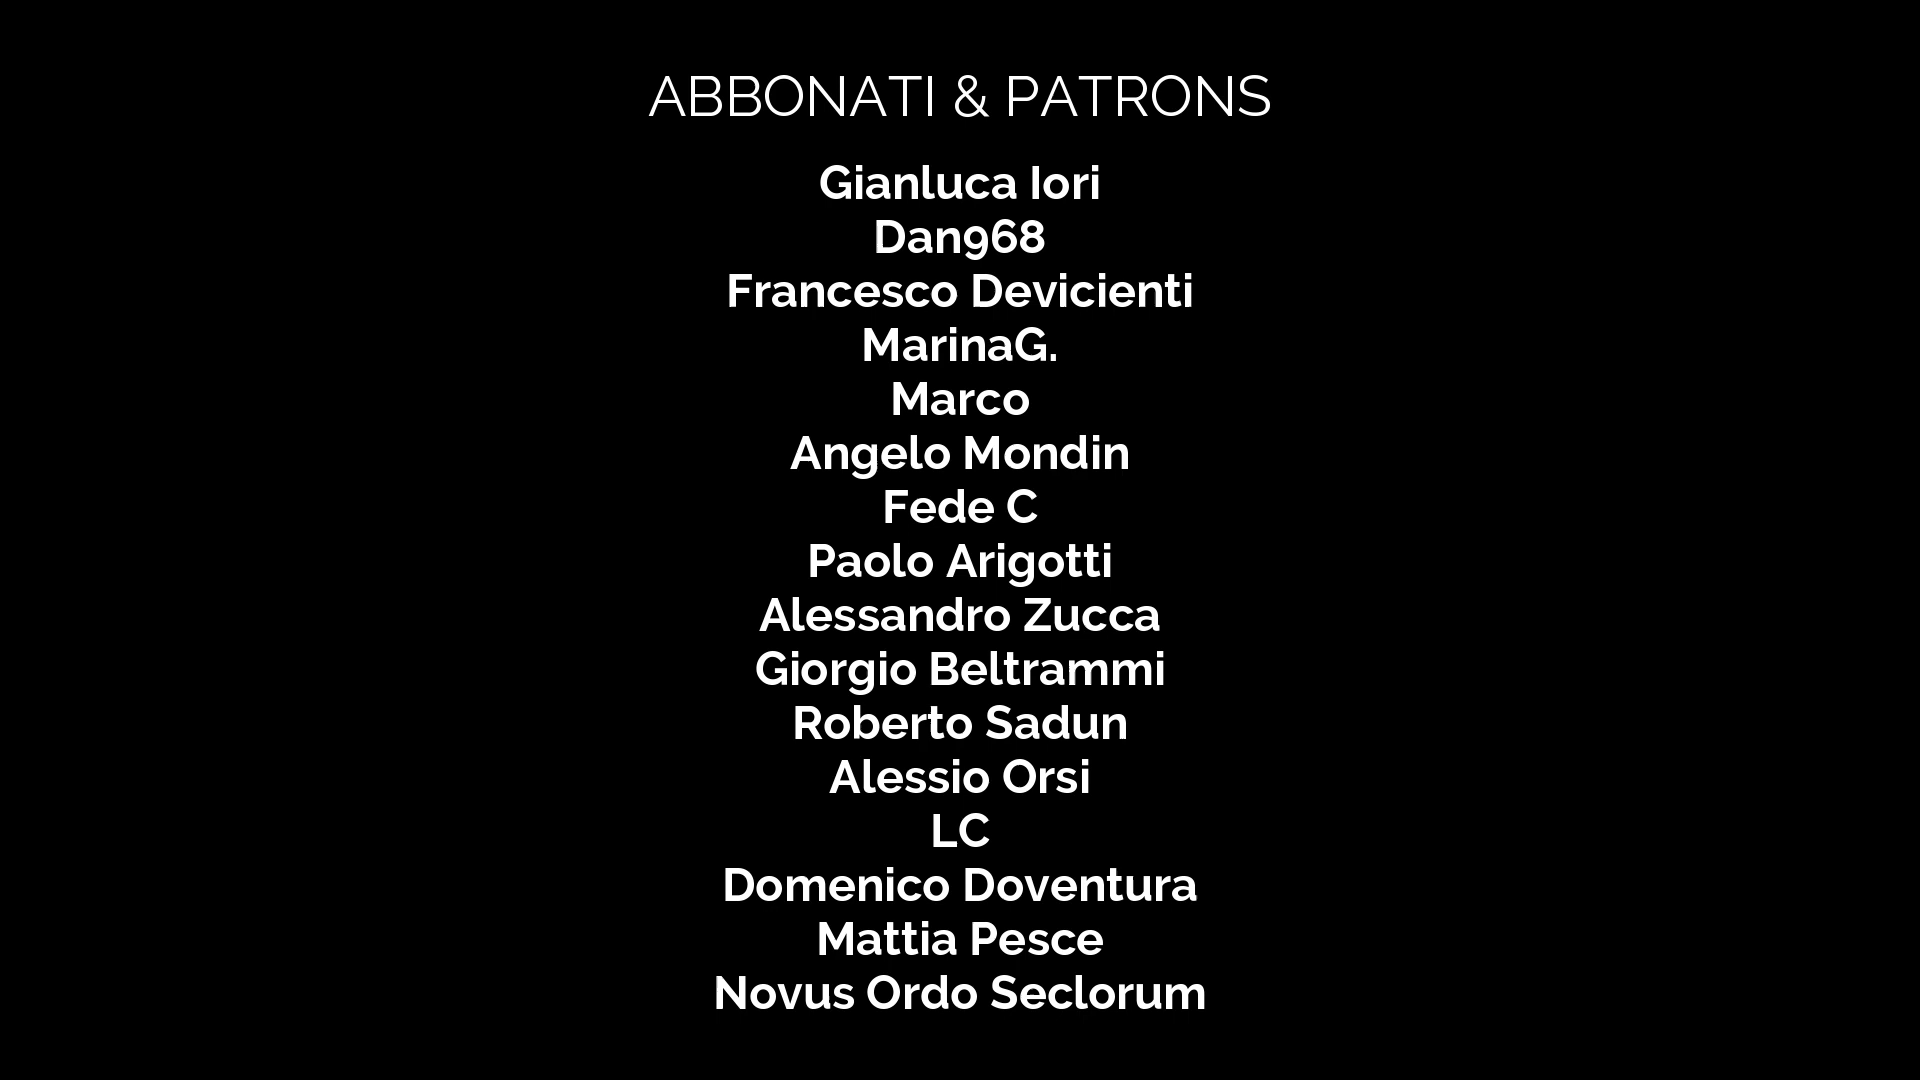 ABBONATI & PATRONS
Gianluca Iori
Dan968
Francesco Devicienti
MarinaG.
Marco
Angelo Mondin
Fede C
Paolo Arigotti
Alessandro Zucca
Giorgio Beltrammi
Roberto Sadun
Alessio Orsi
LC
Domenico Doventura
Mattia Pesce
Novus Ordo Seclorum